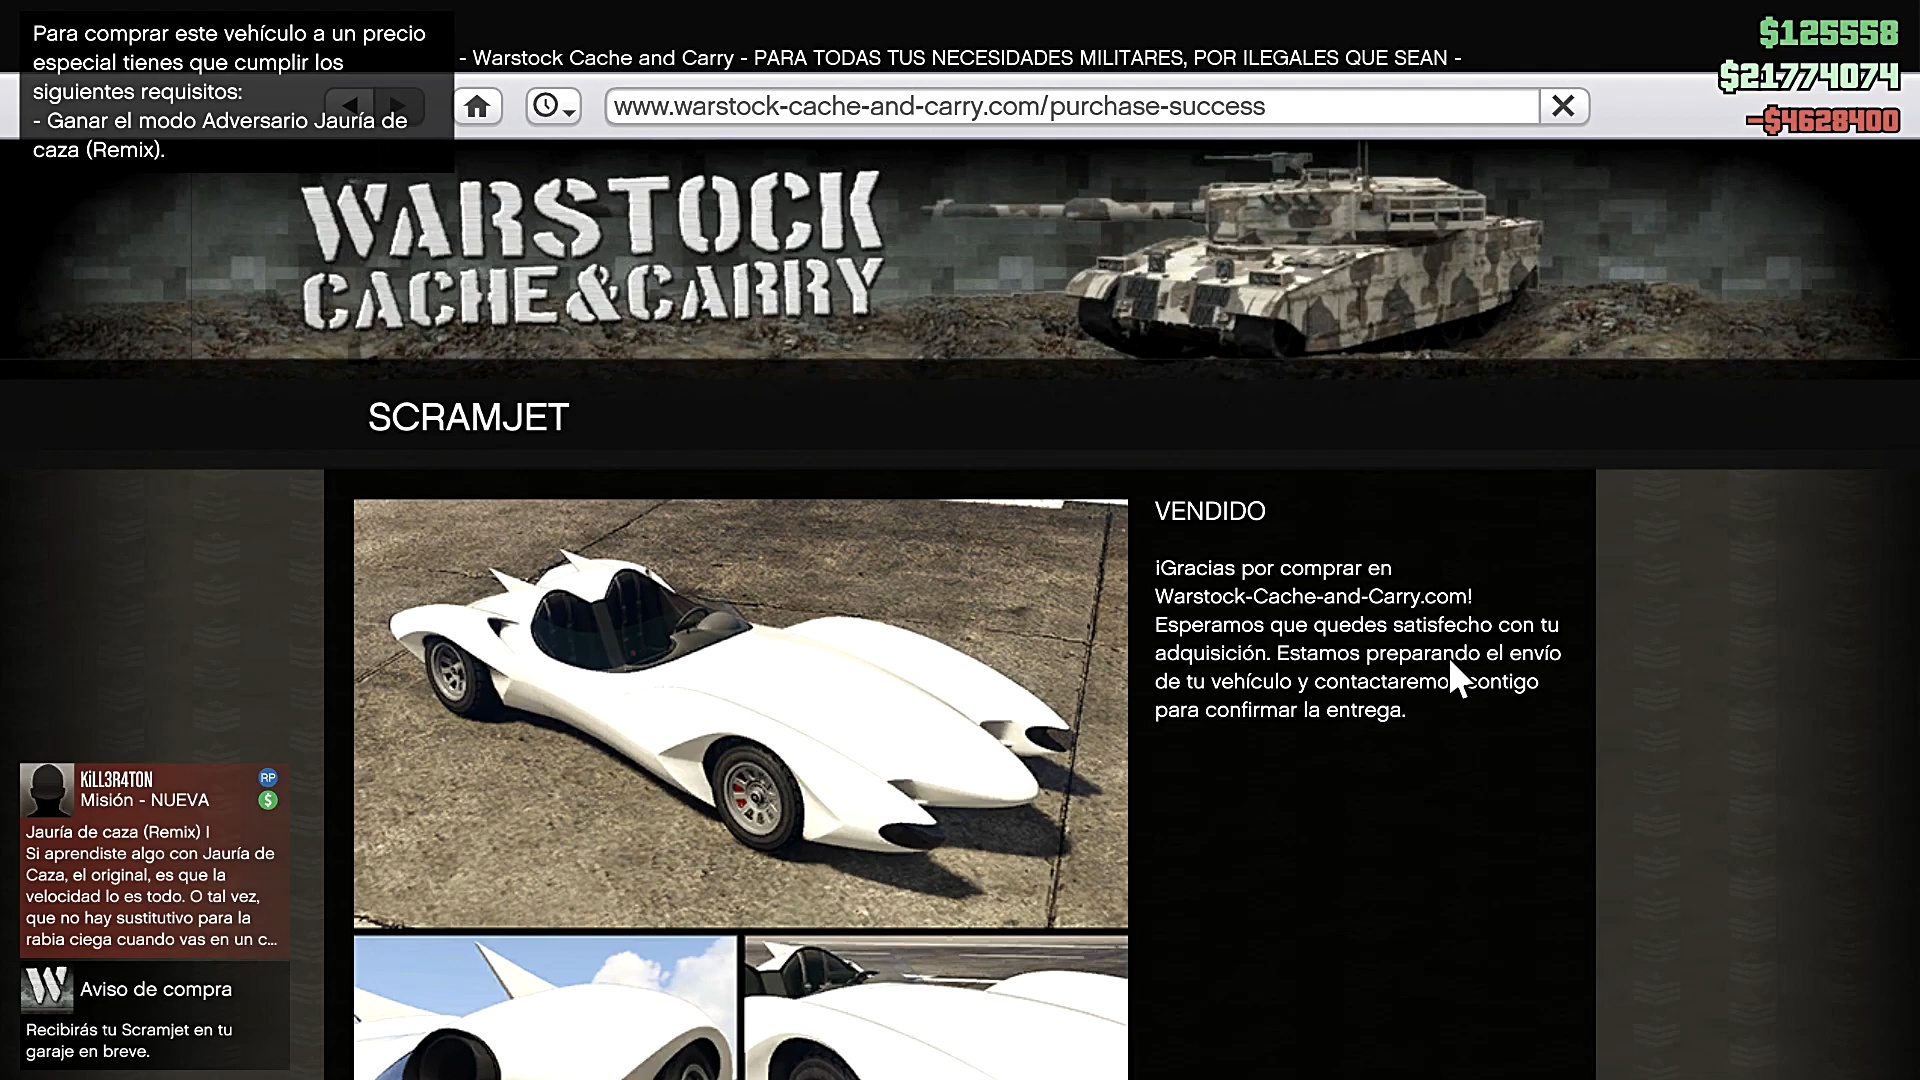 Para comprar este vehículo a un precio
especial tienes que cumplir los
siguientes requisitos:
- Ganar el modo Adversario Jauría de
caza (Remix).
- Warstock Cache and Carry - PARA TODAS TUS NECESIDADES MILITARES, POR ILEGALES QUE SEAN -
$125558
$21774074
-$4628400
www.warstock-cache-and-carry.com/purchase-success
WARSTOCK
CACHE & CARRY
SCRAMJET
VENDIDO
¡Gracias por comprar en
Warstock-Cache-and-Carry.com!
Esperamos que quedes satisfecho con tu
adquisición. Estamos preparando el envío
de tu vehículo y contactaremos contigo
para confirmar la entrega.
KiLL3R4TON
RP
Misión - NUEVA
$
Jauría de caza (Remix) I
Si aprendiste algo con Jauría de
Caza, el original, es que la
velocidad lo es todo. O tal vez,
que no hay sustitutivo para la
rabia ciega cuando vas en un c...
W
Aviso de compra
Recibirás tu Scramjet en tu
garaje en breve.